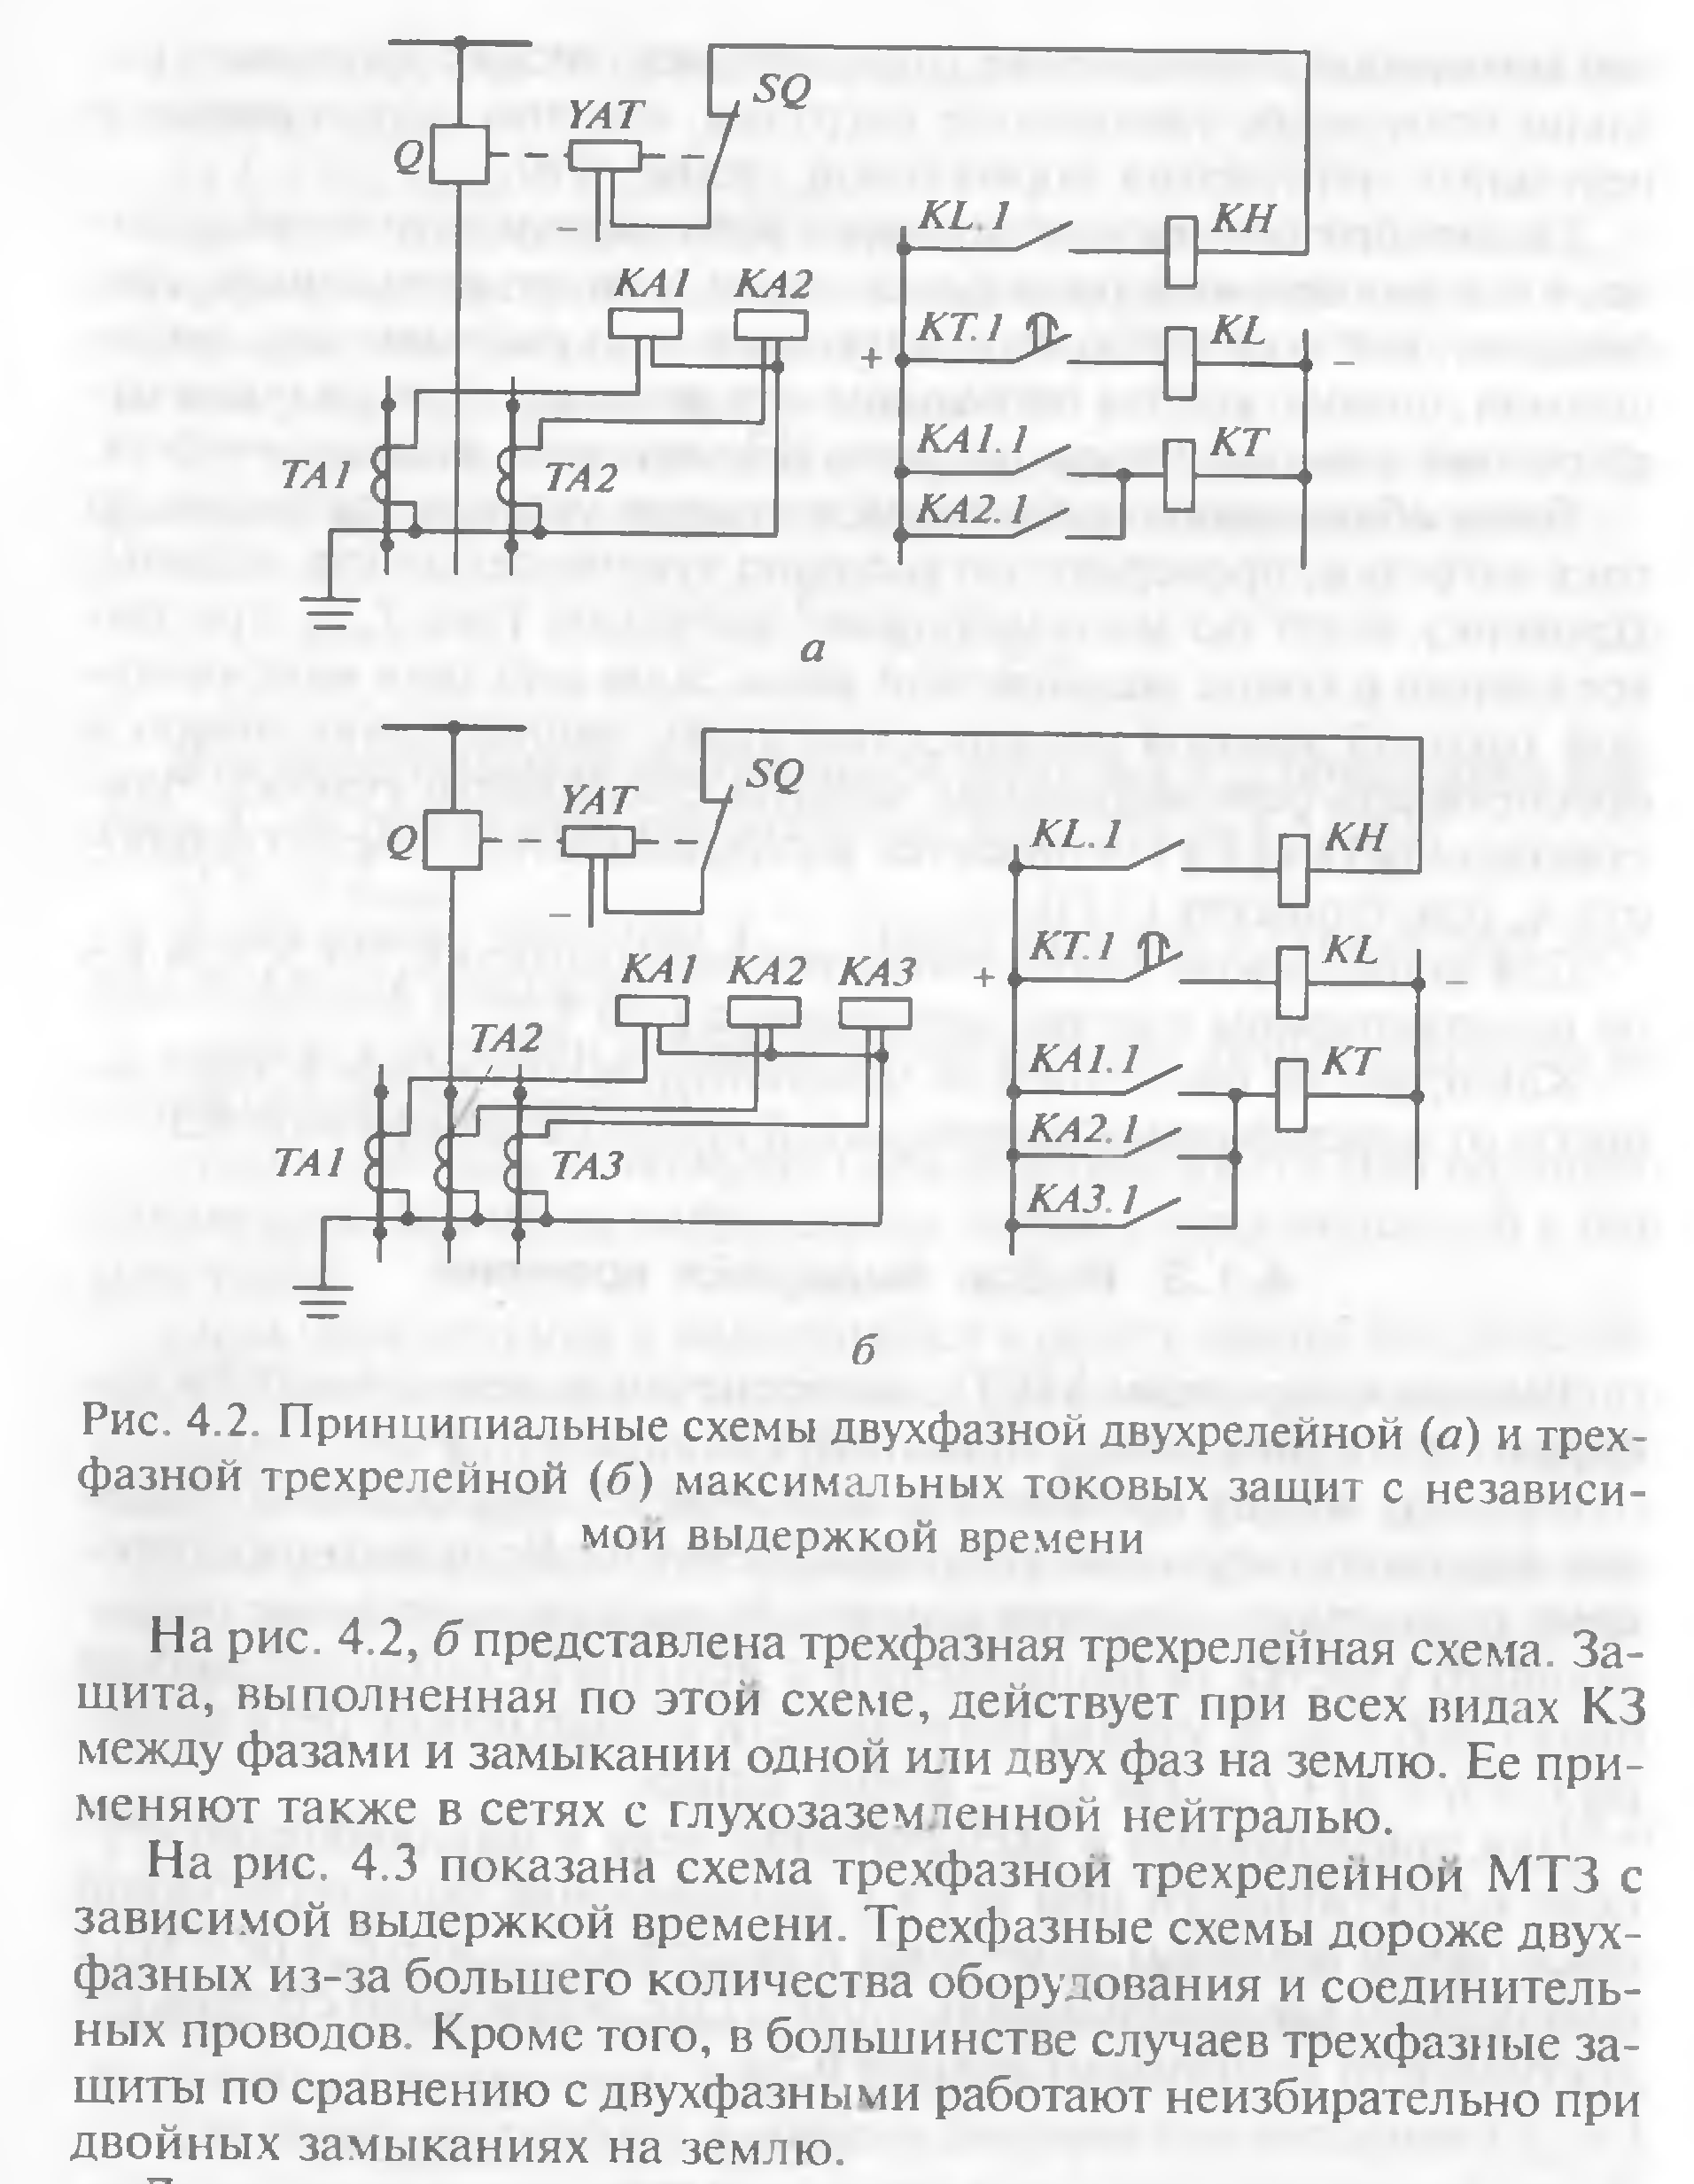 SQ
YAT
Q
–
KL.1
KH
KA1 KA2
KT.1
KL
+
–
KA1.1
KT
TA1
TA2
KA2.1
а
SQ
YAT
Q
–
KL.1
KH
KT.1
KL
KA1 KA2 KA3
+
–
TA2
KA1.1
KT
KA2.1
TA1
TA3
KA3.1
б
Рис. 4.2. Принципиальные схемы двухфазной двухрелейной (а) и трех-
фазной трехрелейной (б) максимальных токовых защит с независи-
мой выдержкой времени
На рис. 4.2, б представлена трехфазная трехрелейная схема. За-
щита, выполненная по этой схеме, действует при всех видах КЗ
между фазами и замыкании одной или двух фаз на землю. Ее при-
меняют также в сетях с глухозаземленной нейтралью.
На рис. 4.3 показана схема трехфазной трехрелейной МТЗ с
зависимой выдержкой времени. Трехфазные схемы дороже двух-
фазных из-за большего количества оборудования и соединитель-
ных проводов. Кроме того, в большинстве случаев трехфазные за-
щиты по сравнению с двухфазными работают неизбирательно при
двойных замыканиях на землю.